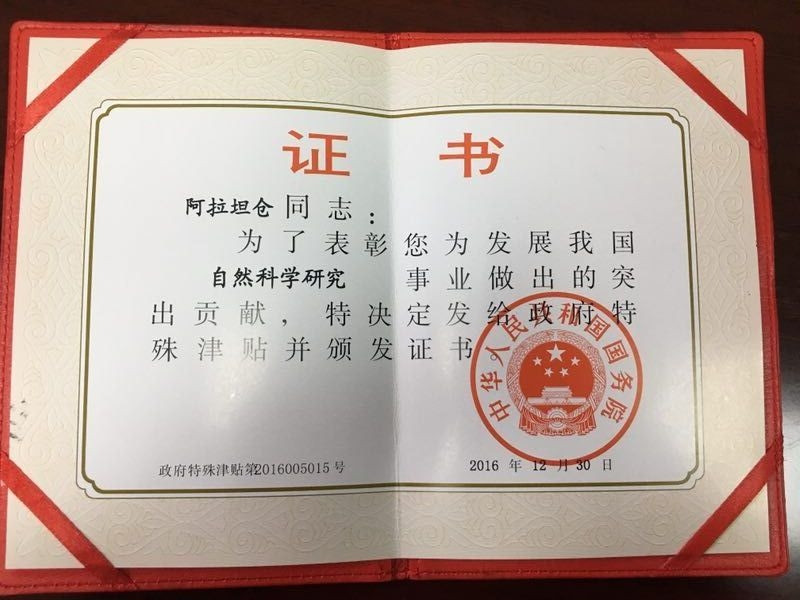 证书
阿拉坦仓同志：
为了表彰您为发展我国
自然科学研究 事业做出的突
出贡献，特决定发给政府特
殊津贴并颁发证书
中华人民共和国国务院
政府特殊津贴第2016005015号
2016 年 12 月 30 日